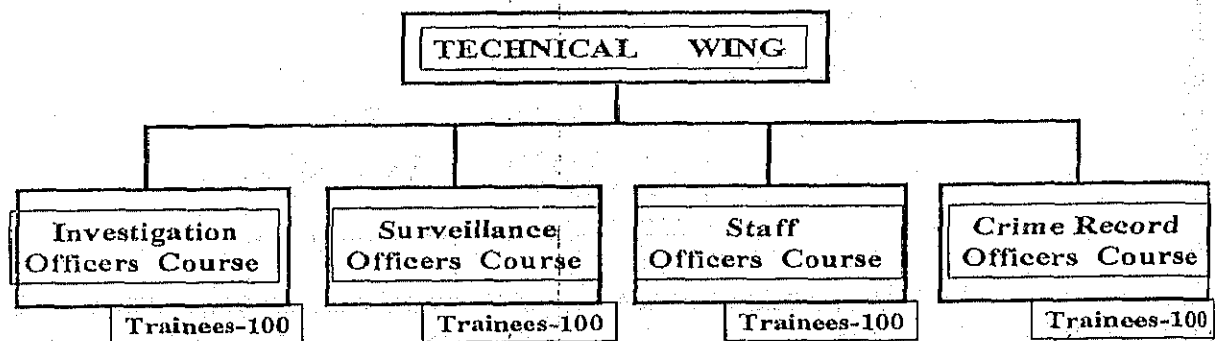 TECHNICAL WING
Investigation
Officers Course
Trainees-100
Surveillance
Officers Course
Trainees-100
Staff
Officers Course
Trainees-100
Crime Record
Officers Course
Trainees-100